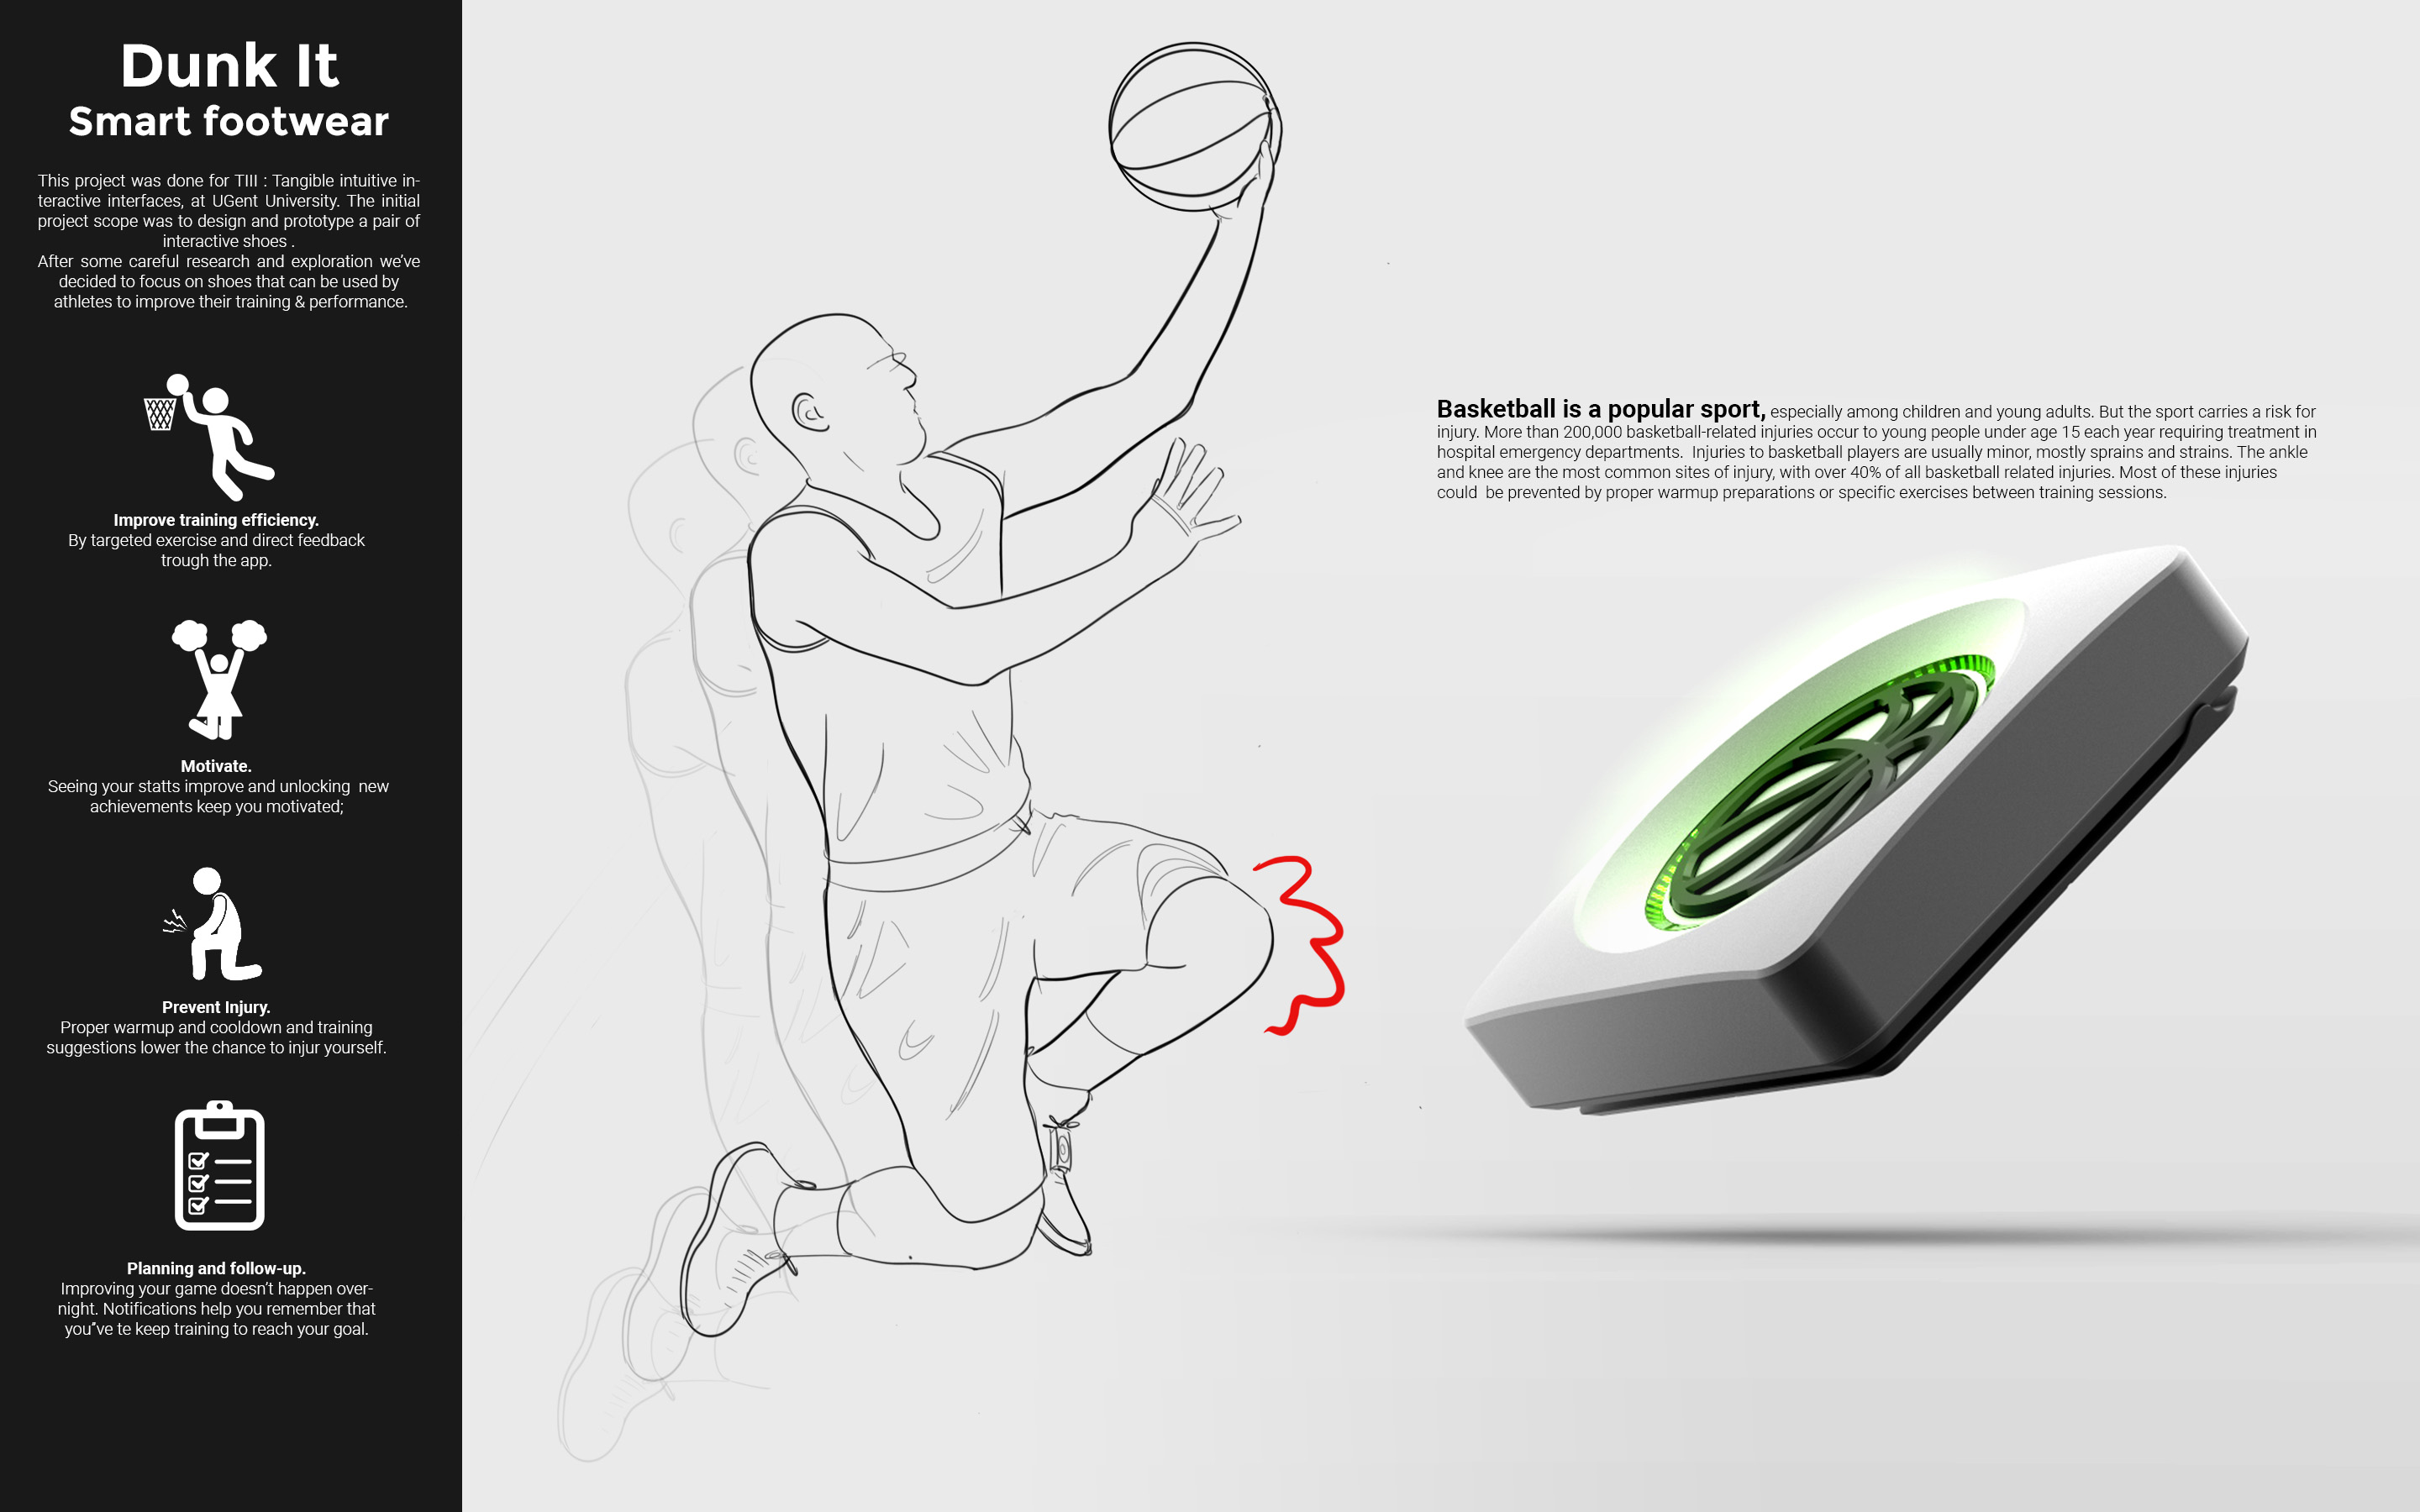 Dunk It
Smart footwear
This project was done for TIII : Tangible intuitive in-
teractive interfaces, at UGent University. The initial
project scope was to design and prototype a pair of
interactive shoes .
After some careful research and exploration we've
decided to focus on shoes that can be used by
athletes to improve their training & performance.
Improve training efficiency.
By targeted exercise and direct feedback
trough the app.
Motivate.
Seeing your statts improve and unlocking  new
achievements keep you motivated;
Prevent Injury.
Proper warmup and cooldown and training
suggestions lower the chance to injur yourself.
Planning and follow-up.
Improving your game doesn't happen over-
night. Notifications help you remember that
you"ve te keep training to reach your goal.
Basketball is a popular sport, especially among children and young adults. But the sport carries a risk for
injury. More than 200,000 basketball-related injuries occur to young people under age 15 each year requiring treatment in
hospital emergency departments.  Injuries to basketball players are usually minor, mostly sprains and strains. The ankle
and knee are the most common sites of injury, with over 40% of all basketball related injuries. Most of these injuries
could  be prevented by proper warmup preparations or specific exercises between training sessions.